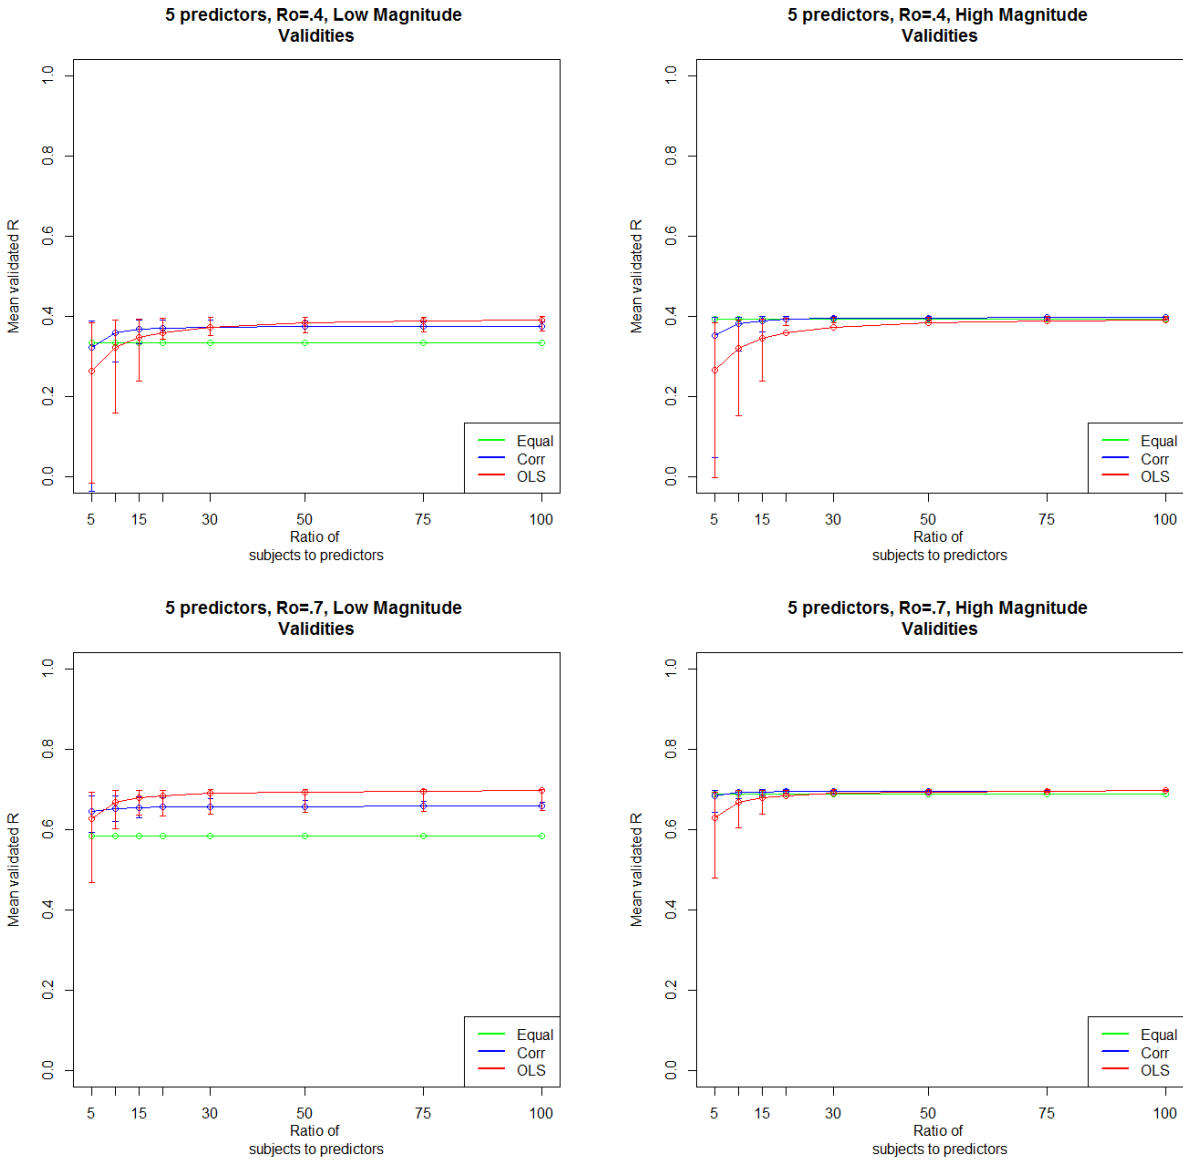 5 predictors, Ro=.4, Low Magnitude
Validities
Mean validated R
1.0
0.8
0.6
0.4
0.2
0.0
Equal
Corr
OLS
5 15 30 50 75 100
Ratio of
subjects to predictors
5 predictors, Ro=.4, High Magnitude
Validities
Mean validated R
1.0
0.8
0.6
0.4
0.2
0.0
Equal
Corr
OLS
5 15 30 50 75 100
Ratio of
subjects to predictors
5 predictors, Ro=.7, Low Magnitude
Validities
Mean validated R
1.0
0.8
0.6
0.4
0.2
0.0
Equal
Corr
OLS
5 15 30 50 75 100
Ratio of
subjects to predictors
5 predictors, Ro=.7, High Magnitude
Validities
Mean validated R
1.0
0.8
0.6
0.4
0.2
0.0
Equal
Corr
OLS
5 15 30 50 75 100
Ratio of
subjects to predictors